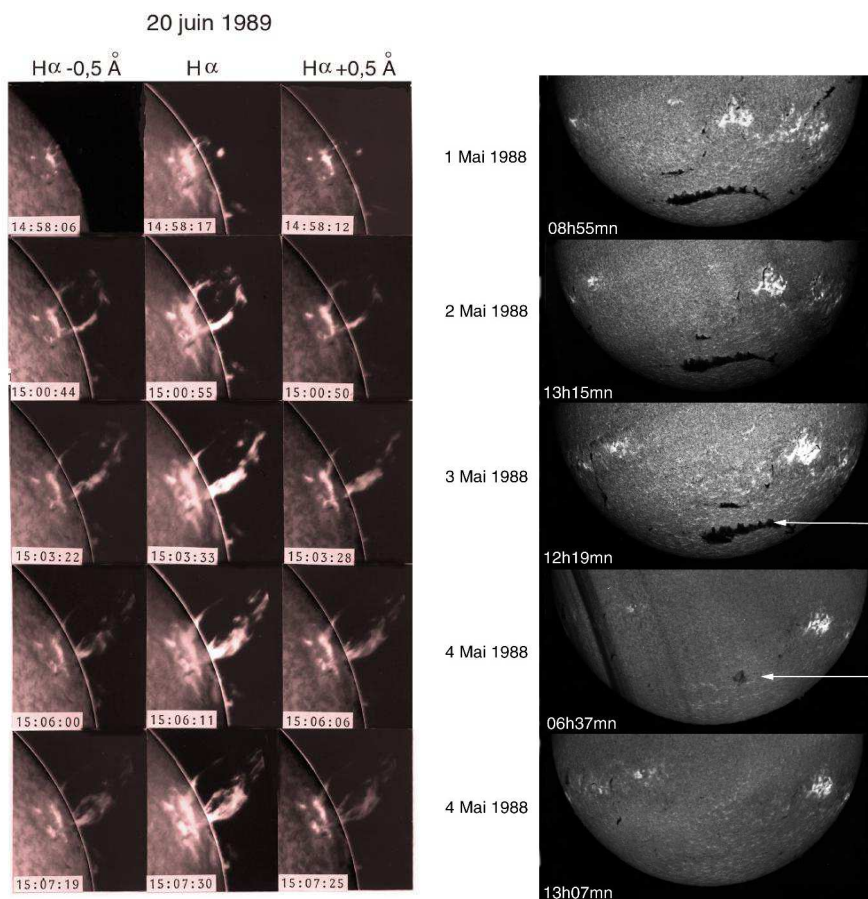 20 juin 1989
Hα -0,5 Å
Hα
Hα +0,5 Å
14:58:06
14:58:17
14:58:12
15:00:44
15:00:55
15:00:50
15:03:22
15:03:33
15:03:28
15:06:00
15:06:11
15:06:06
15:07:19
15:07:30
15:07:25
1 Mai 1988
08h55mn
2 Mai 1988
13h15mn
3 Mai 1988
12h19mn
4 Mai 1988
06h37mn
4 Mai 1988
13h07mn